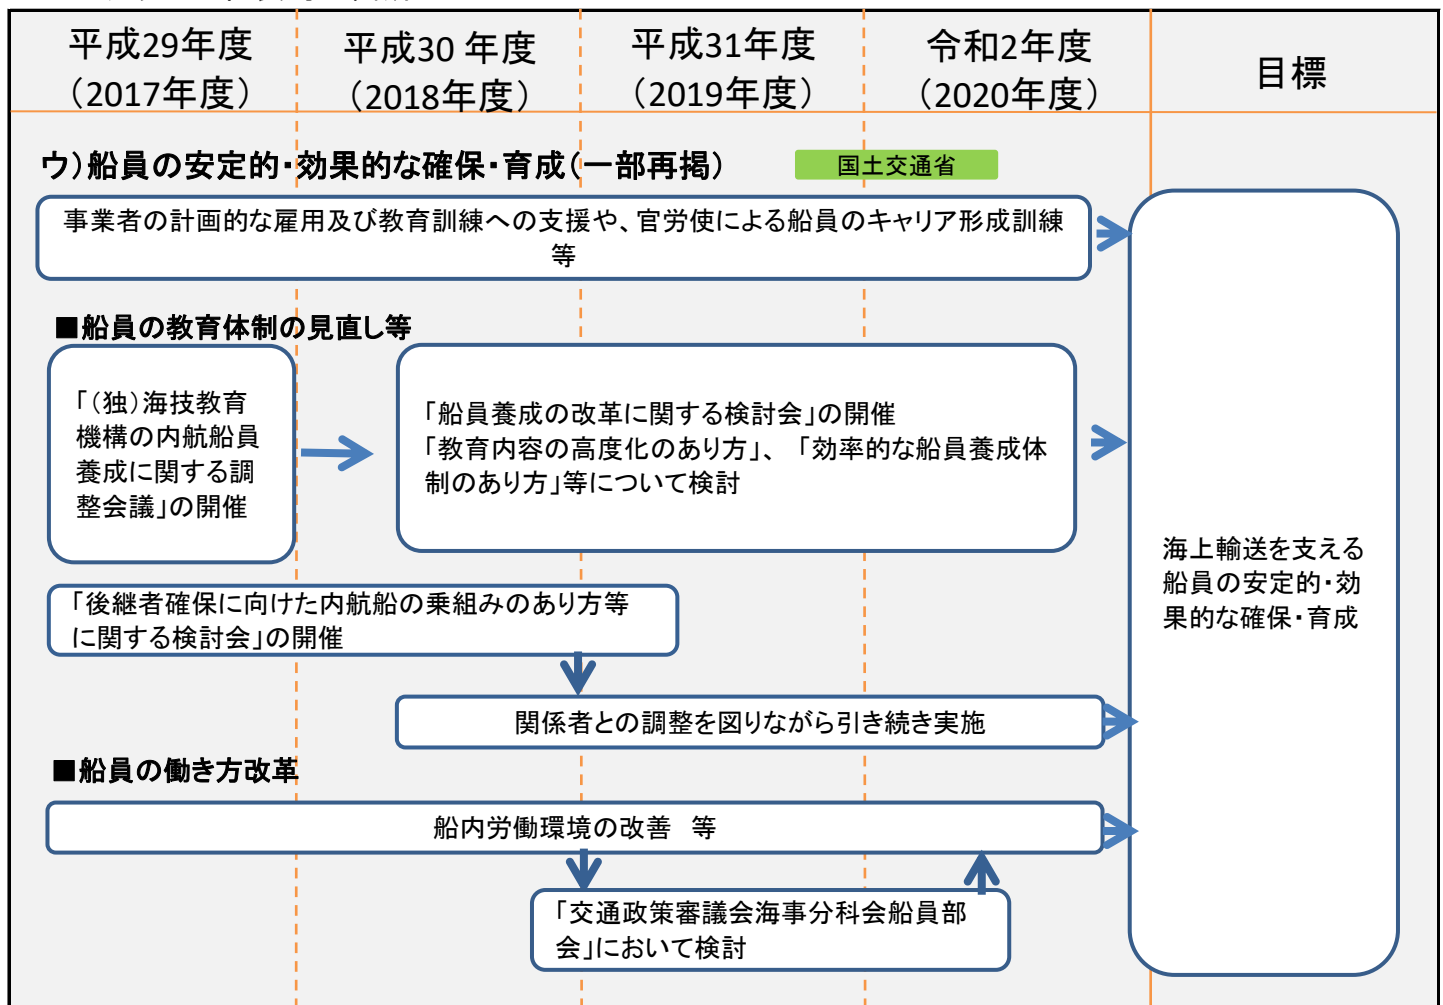 平成29年度
（2017年度）
平成30 年度
（2018年度）
平成31年度
（2019年度）
令和2年度
（2020年度）
目標
ウ）船員の安定的・効果的な確保・育成（一部再掲）
国土交通省
事業者の計画的な雇用及び教育訓練への支援や、官労使による船員のキャリア形成訓練
等
■船員の教育体制の見直し等
「（独）海技教育
機構の内航船員
養成に関する調
整会議」の開催
「船員養成の改革に関する検討会」の開催
「教育内容の高度化のあり方」、「効率的な船員養成体
制のあり方」等について検討
「後継者確保に向けた内航船の乗組みのあり方等
に関する検討会」の開催
関係者との調整を図りながら引き続き実施
■船員の働き方改革
船内労働環境の改善　等
「交通政策審議会海事分科会船員部
会」において検討
海上輸送を支える
船員の安定的・効
果的な確保・育成